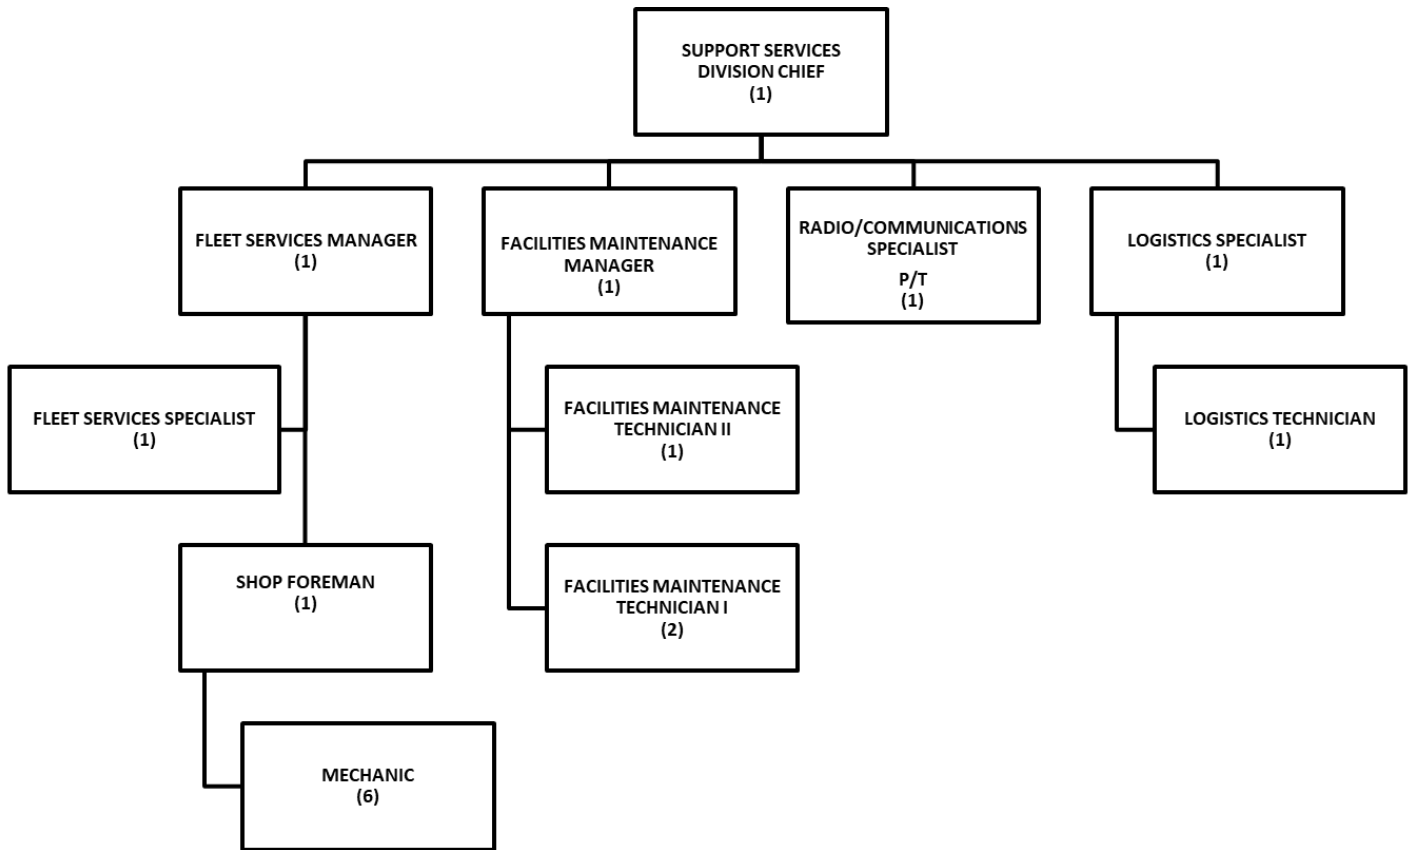 SUPPORT SERVICES
DIVISION CHIEF
(1)
FLEET SERVICES MANAGER
(1)
FACILITIES MAINTENANCE
MANAGER
(1)
RADIO/COMMUNICATIONS
SPECIALIST
P/T
(1)
LOGISTICS SPECIALIST
(1)
FLEET SERVICES SPECIALIST
(1)
FACILITIES MAINTENANCE
TECHNICIAN II
(1)
LOGISTICS TECHNICIAN
(1)
SHOP FOREMAN
(1)
FACILITIES MAINTENANCE
TECHNICIAN I
(2)
MECHANIC
(6)